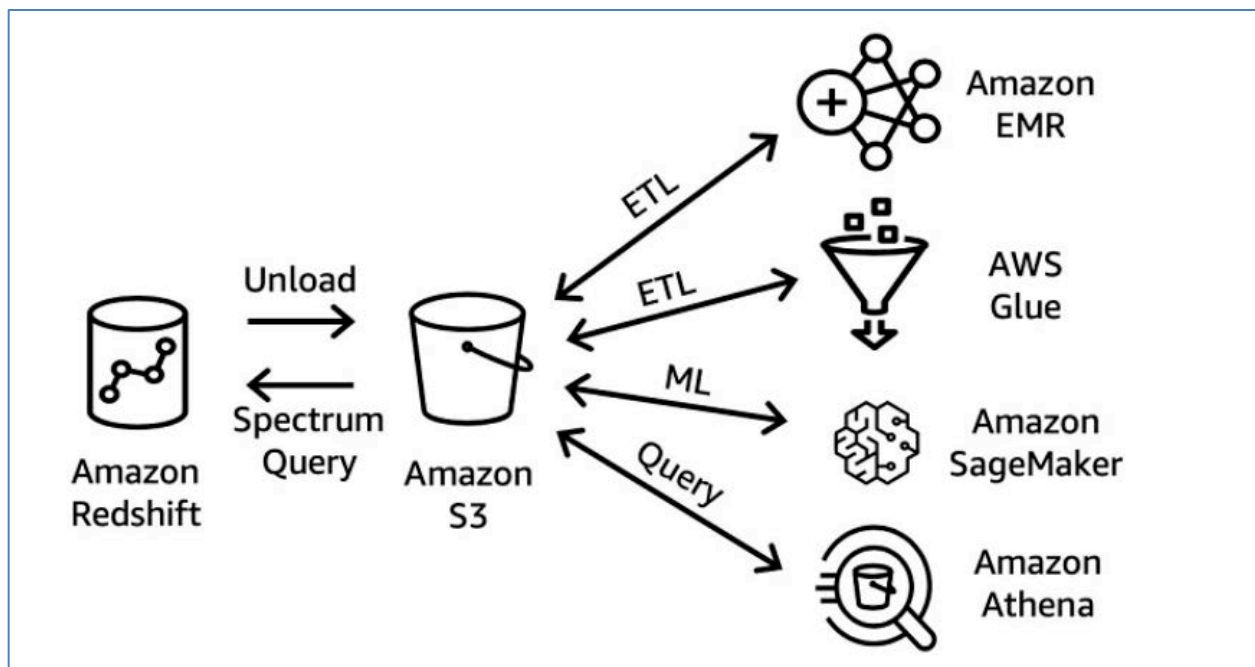 Amazon
EMR
ETL
Unload
ETL
AWS
Glue
ML
Spectrum
Query
Amazon
Redshift
Amazon
S3
Query
Amazon
SageMaker
Amazon
Athena